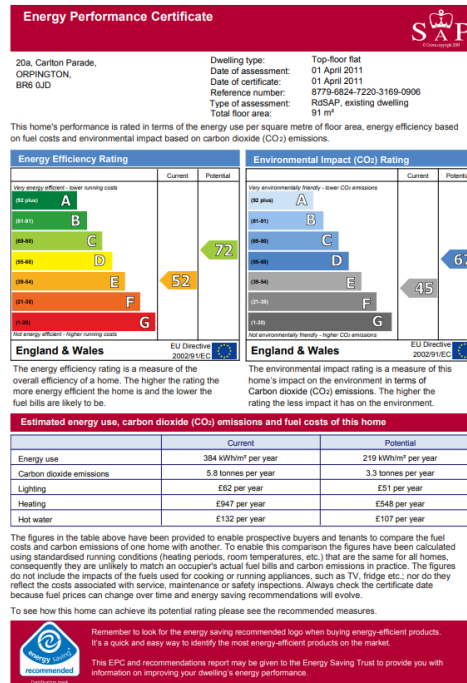 Energy Performance Certificate
SAP
20a, Carlton Parade,
ORPINGTON,
BR6 0JD
Dwelling type: Top-floor flat
Date of assessment: 01 April 2011
Date of certificate: 01 April 2011
Reference number: 8779-6824-7220-3169-0906
Type of assessment: RdSAP, existing dwelling
Total floor area: 91 m²
This home's performance is rated in terms of the energy use per square metre of floor area, energy efficiency based
on fuel costs and environmental impact based on carbon dioxide (CO₂) emissions.
Energy Efficiency Rating
Current Potential
Very energy efficient - lower running costs
(92 plus) A
(81-91) B
(69-80) C
(55-68) D
(39-54) E
(21-38) F
(1-20) G
52
72
Not energy efficient - higher running costs
England & Wales
EU Directive
2002/91/EC
Environmental Impact (CO₂) Rating
Current Potential
Very environmentally friendly - lower CO₂ emissions
(92 plus) A
(81-91) B
(69-80) C
(55-68) D
(39-54) E
(21-38) F
(1-20) G
45
Not environmentally friendly - higher CO₂ emissions
England & Wales
EU Directive
2002/91/EC
The energy efficiency rating is a measure of the
overall efficiency of a home. The higher the rating the
more energy efficient the home is and the lower the
fuel bills are likely to be.
The environmental impact rating is a measure of this
home's impact on the environment in terms of
Carbon dioxide (CO₂) emissions. The higher the
rating the less impact it has on the environment.
Estimated energy use, carbon dioxide (CO₂) emissions and fuel costs of this home
Current Potential
Energy use 384 kWh/m² per year 219 kWh/m² per year
Carbon dioxide emissions 5.8 tonnes per year 3.3 tonnes per year
Lighting £62 per year £51 per year
Heating £947 per year £548 per year
Hot water £132 per year £107 per year
The figures in the table above have been provided to enable prospective buyers and tenants to compare the fuel
costs and carbon emissions of one home with another. To enable this comparison the figures have been calculated
using standardised running conditions (heating periods, room temperatures, etc.) that are the same for all homes,
consequently they are unlikely to match an occupier's actual fuel bills and carbon emissions in practice. The figures
do not include the impacts of the fuels used for cooking or running appliances, such as TV, fridge etc.; nor do they
reflect the costs associated with service, maintenance or safety inspections. Always check the certificate date
because fuel prices can change over time and energy saving recommendations will evolve.
To see how this home can achieve its potential rating please see the recommended measures.
energy saving
recommended
Certification mark
Remember to look for the energy saving recommended logo when buying energy-efficient products.
It's a quick and easy way to identify the most energy-efficient products on the market.
This EPC and recommendations report may be given to the Energy Saving Trust to provide you with
information on improving your dwelling's energy performance.